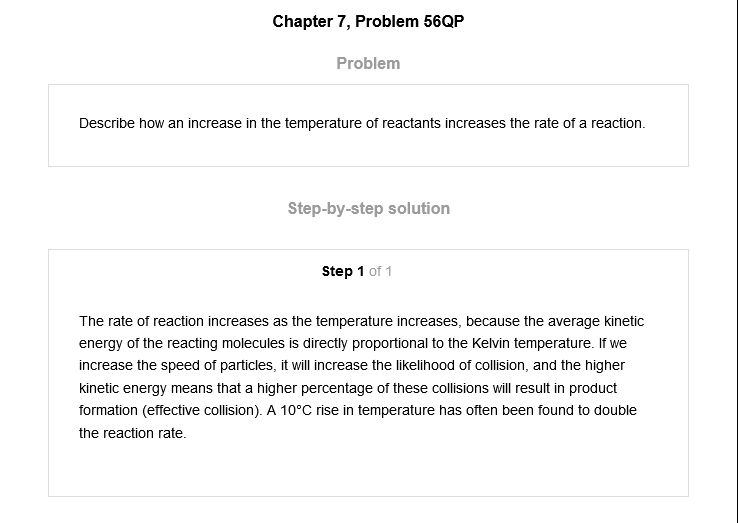 Chapter 7, Problem 56QP
Problem
Describe how an increase in the temperature of reactants increases the rate of a reaction.
Step-by-step solution
Step 1 of 1
The rate of reaction increases as the temperature increases, because the average kinetic
energy of the reacting molecules is directly proportional to the Kelvin temperature. If we
increase the speed of particles, it will increase the likelihood of collision, and the higher
kinetic energy means that a higher percentage of these collisions will result in product
formation (effective collision). A 10°C rise in temperature has often been found to double
the reaction rate.